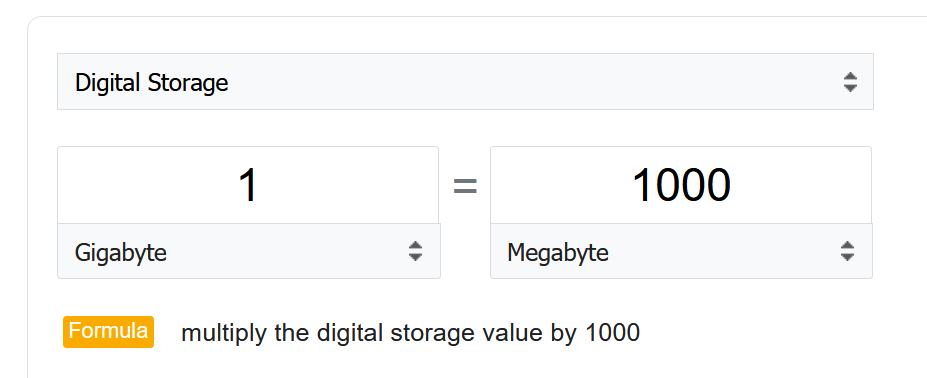 Digital Storage
1 = 1000
Gigabyte Megabyte
Formula multiply the digital storage value by 1000